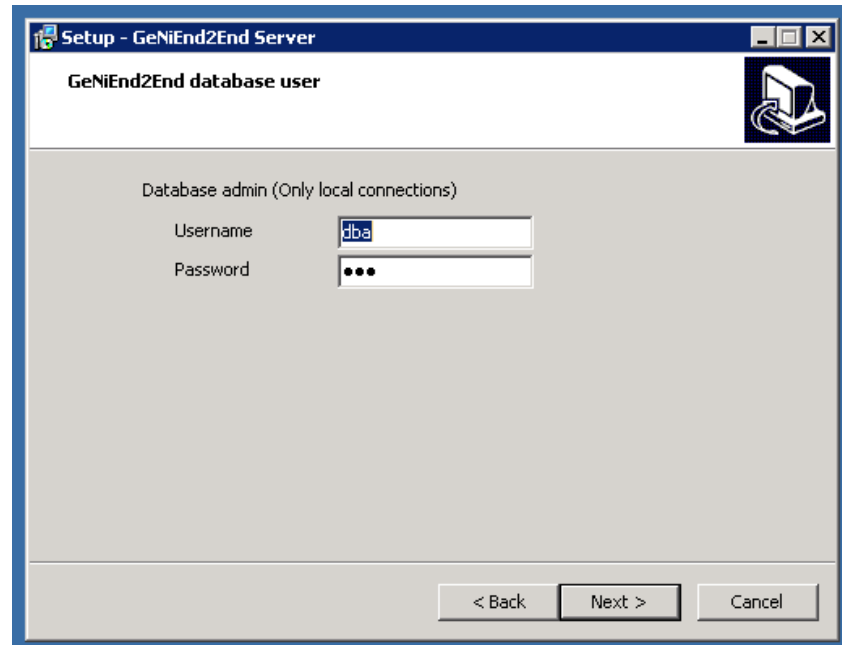 Setup - GeNiEnd2End Server
GeNiEnd2End database user
Database admin (Only local connections)
Username dba
Password •••
< Back Next > Cancel